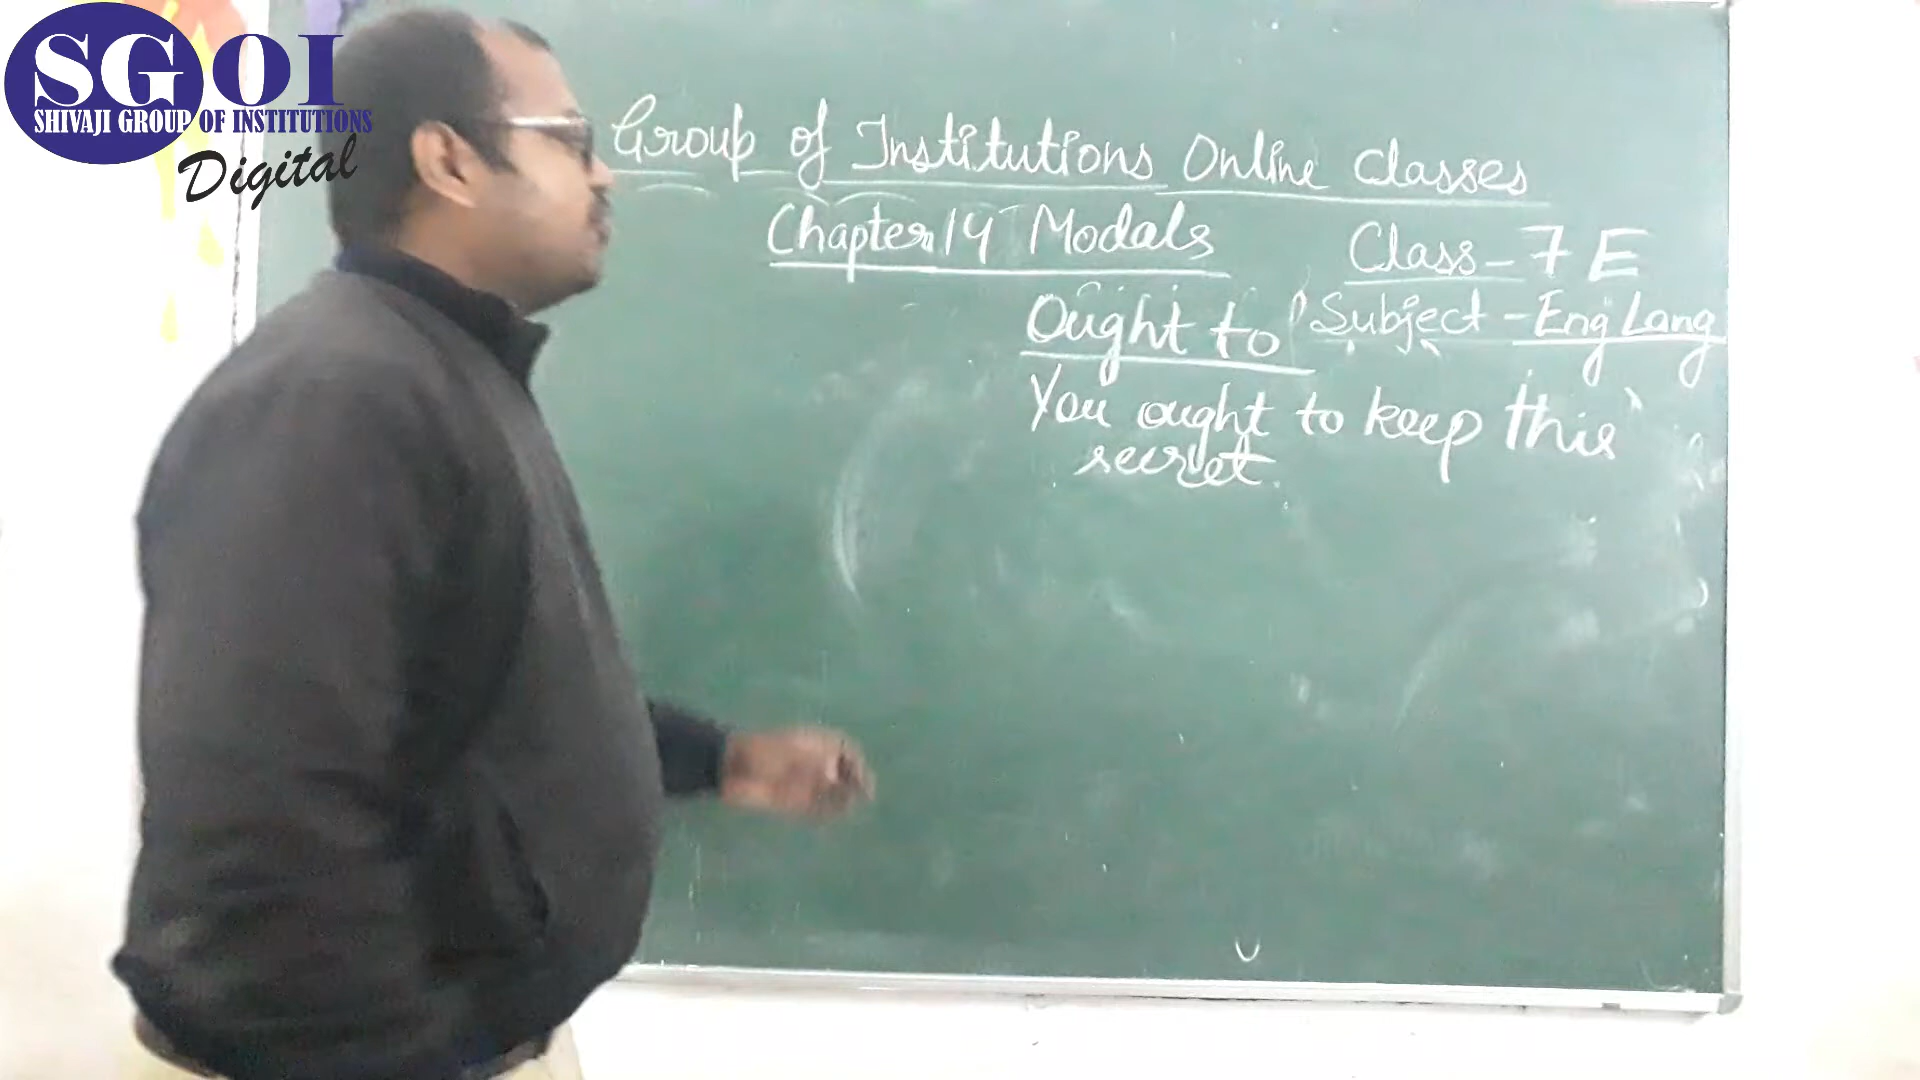 SGOI
SHIVAJI GROUP OF INSTITUTIONS
Digital
Group of Institutions Online Classes
Chapter 14 Modals
Class - 7 E
Ought to
Subject - Eng Lang
You ought to keep this
secret.